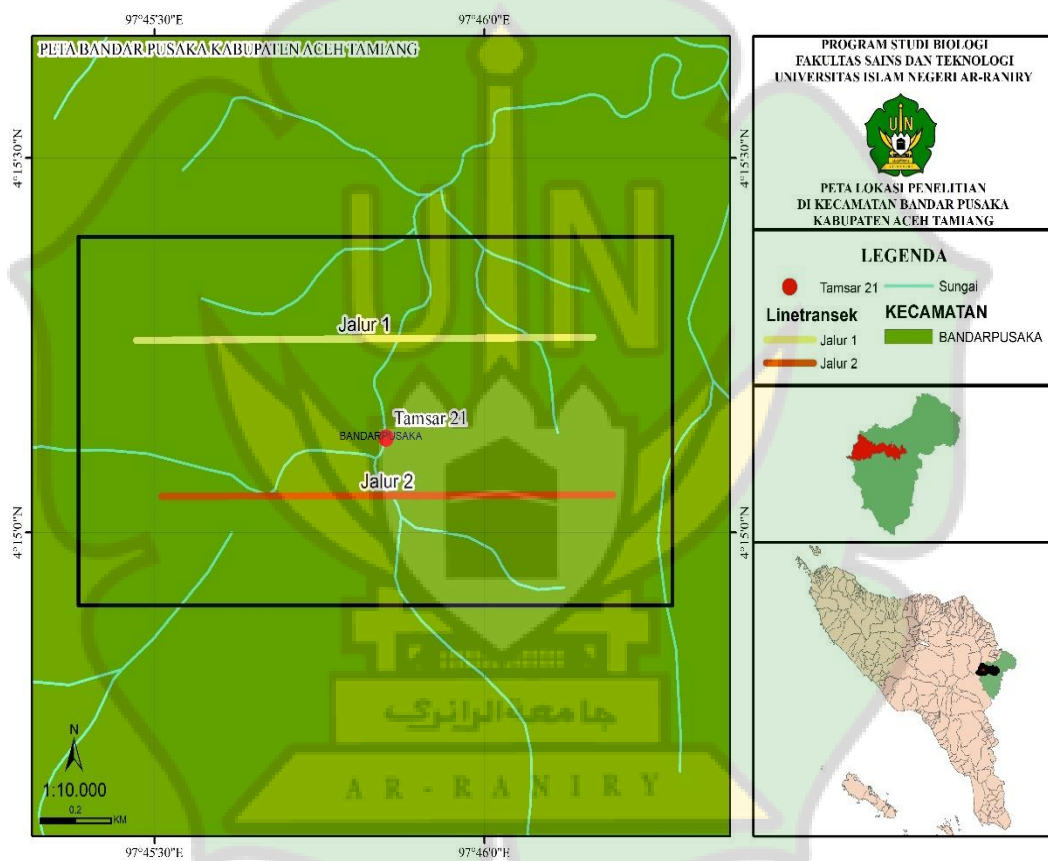 97°45'30"E
97°46'0"E
PETA BANDAR PUSAKA KABUPATEN ACEH TAMIANG
4°15'30"N
4°15'30"N
UIN
Jalur 1
Tamsar 21
BANDARPUSAKA
Jalur 2
4°15'0"N
4°15'0"N
جامعة الرانري
AR-RANIRY
N
1:10.000
0.2
KM
97°45'30"E
97°46'0"E
PROGRAM STUDI BIOLOGI
FAKULTAS SAINS DAN TEKNOLOGI
UNIVERSITAS ISLAM NEGERI AR-RANIRY
UIN
PETA LOKASI PENELITIAN
DI KECAMATAN BANDAR PUSAKA
KABUPATEN ACEH TAMIANG
LEGENDA
Tamsar 21
Sungai
Linetransek
KECAMATAN
Jalur 1
BANDARPUSAKA
Jalur 2